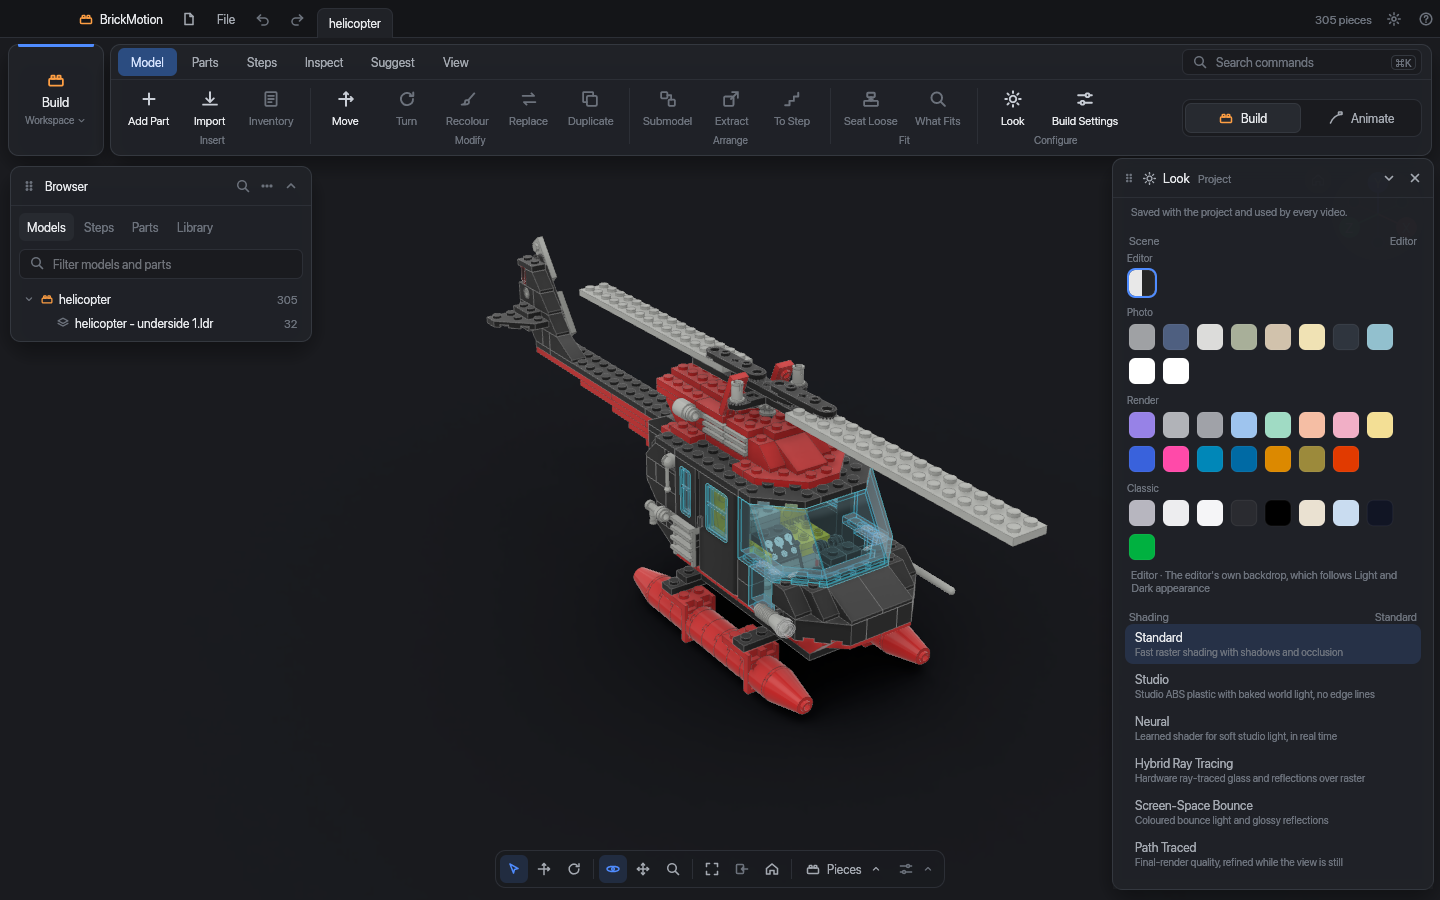 BrickMotion
File
helicopter
305 pieces
Build
Workspace
Model
Parts
Steps
Inspect
Suggest
View
Search commands
⌘K
Add Part
Import
Inventory
Move
Turn
Recolour
Replace
Duplicate
Submodel
Extract
To Step
Seat Loose
What Fits
Look
Build Settings
Insert
Modify
Arrange
Fit
Configure
Build
Animate
Browser
Models
Steps
Parts
Library
Filter models and parts
helicopter
305
helicopter - underside 1.ldr
32
Look
Project
Saved with the project and used by every video.
Scene
Editor
Editor
Photo
Render
Classic
Editor · The editor's own backdrop, which follows Light and
Dark appearance
Shading
Standard
Standard
Fast raster shading with shadows and occlusion
Studio
Studio ABS plastic with baked world light, no edge lines
Neural
Learned shader for soft studio light, in real time
Hybrid Ray Tracing
Hardware ray-traced glass and reflections over raster
Screen-Space Bounce
Coloured bounce light and glossy reflections
Path Traced
Final-render quality, refined while the view is still
Pieces